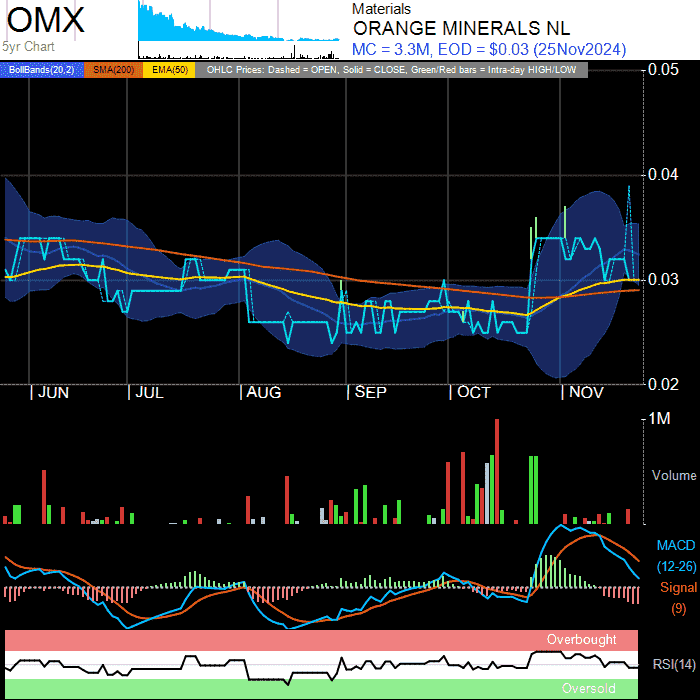 OMX
5yr Chart
Materials
ORANGE MINERALS NL
MC = 3.3M, EOD = $0.03 (25Nov2024)
BollBands(20,2) SMA(200) EMA(50) OHLC Prices: Dashed = OPEN, Solid = CLOSE, Green/Red bars = Intra-day HIGH/LOW
0.05
0.04
0.03
0.02
| JUN | JUL | AUG | SEP | OCT | NOV
1M
Volume
MACD
(12-26)
Signal
(9)
Overbought
RSI(14)
Oversold